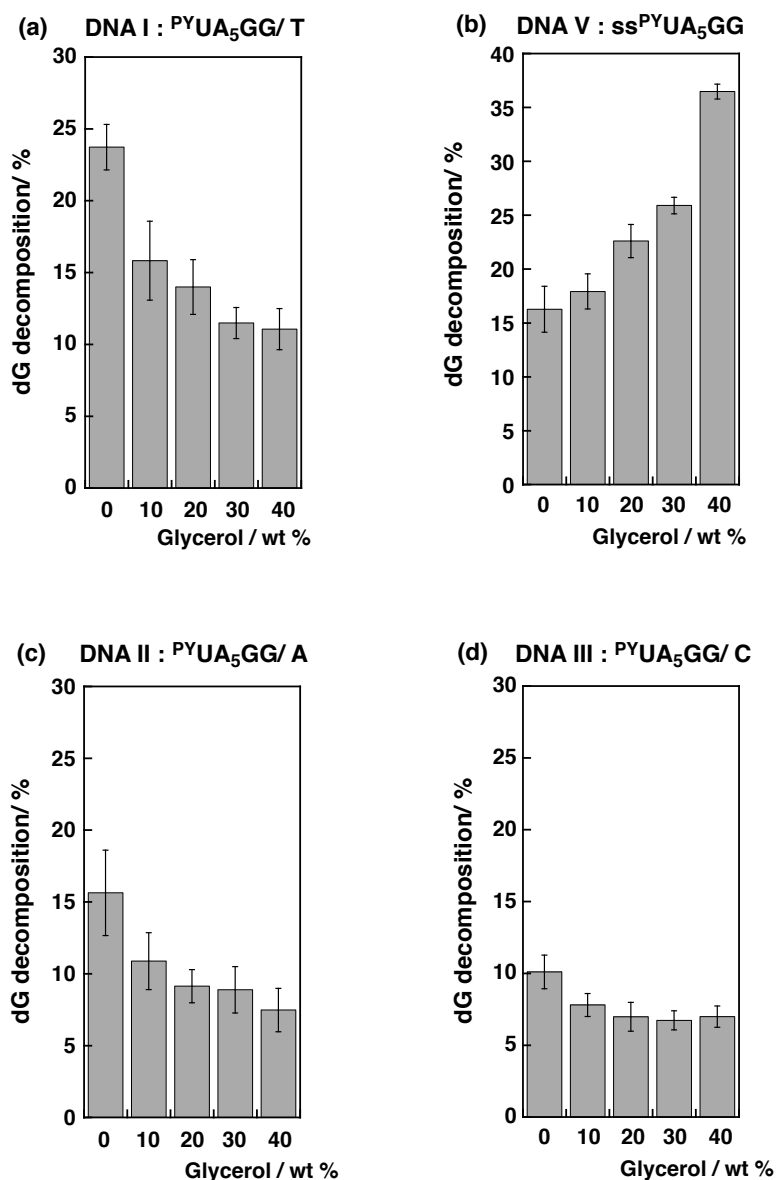 (a) DNA I : ᴾʸUA₅GG/ T
30
25
20
15
10
5
0
dG decomposition/ %
0 10 20 30 40
Glycerol / wt %
(b) DNA V : ssᴾʸUA₅GG
40
35
30
25
20
15
10
5
0
dG decomposition/ %
0 10 20 30 40
Glycerol / wt %
(c) DNA II : ᴾʸUA₅GG/ A
30
25
20
15
10
5
0
dG decomposition/ %
0 10 20 30 40
Glycerol / wt %
(d) DNA III : ᴾʸUA₅GG/ C
30
25
20
15
10
5
0
dG decomposition/ %
0 10 20 30 40
Glycerol / wt %